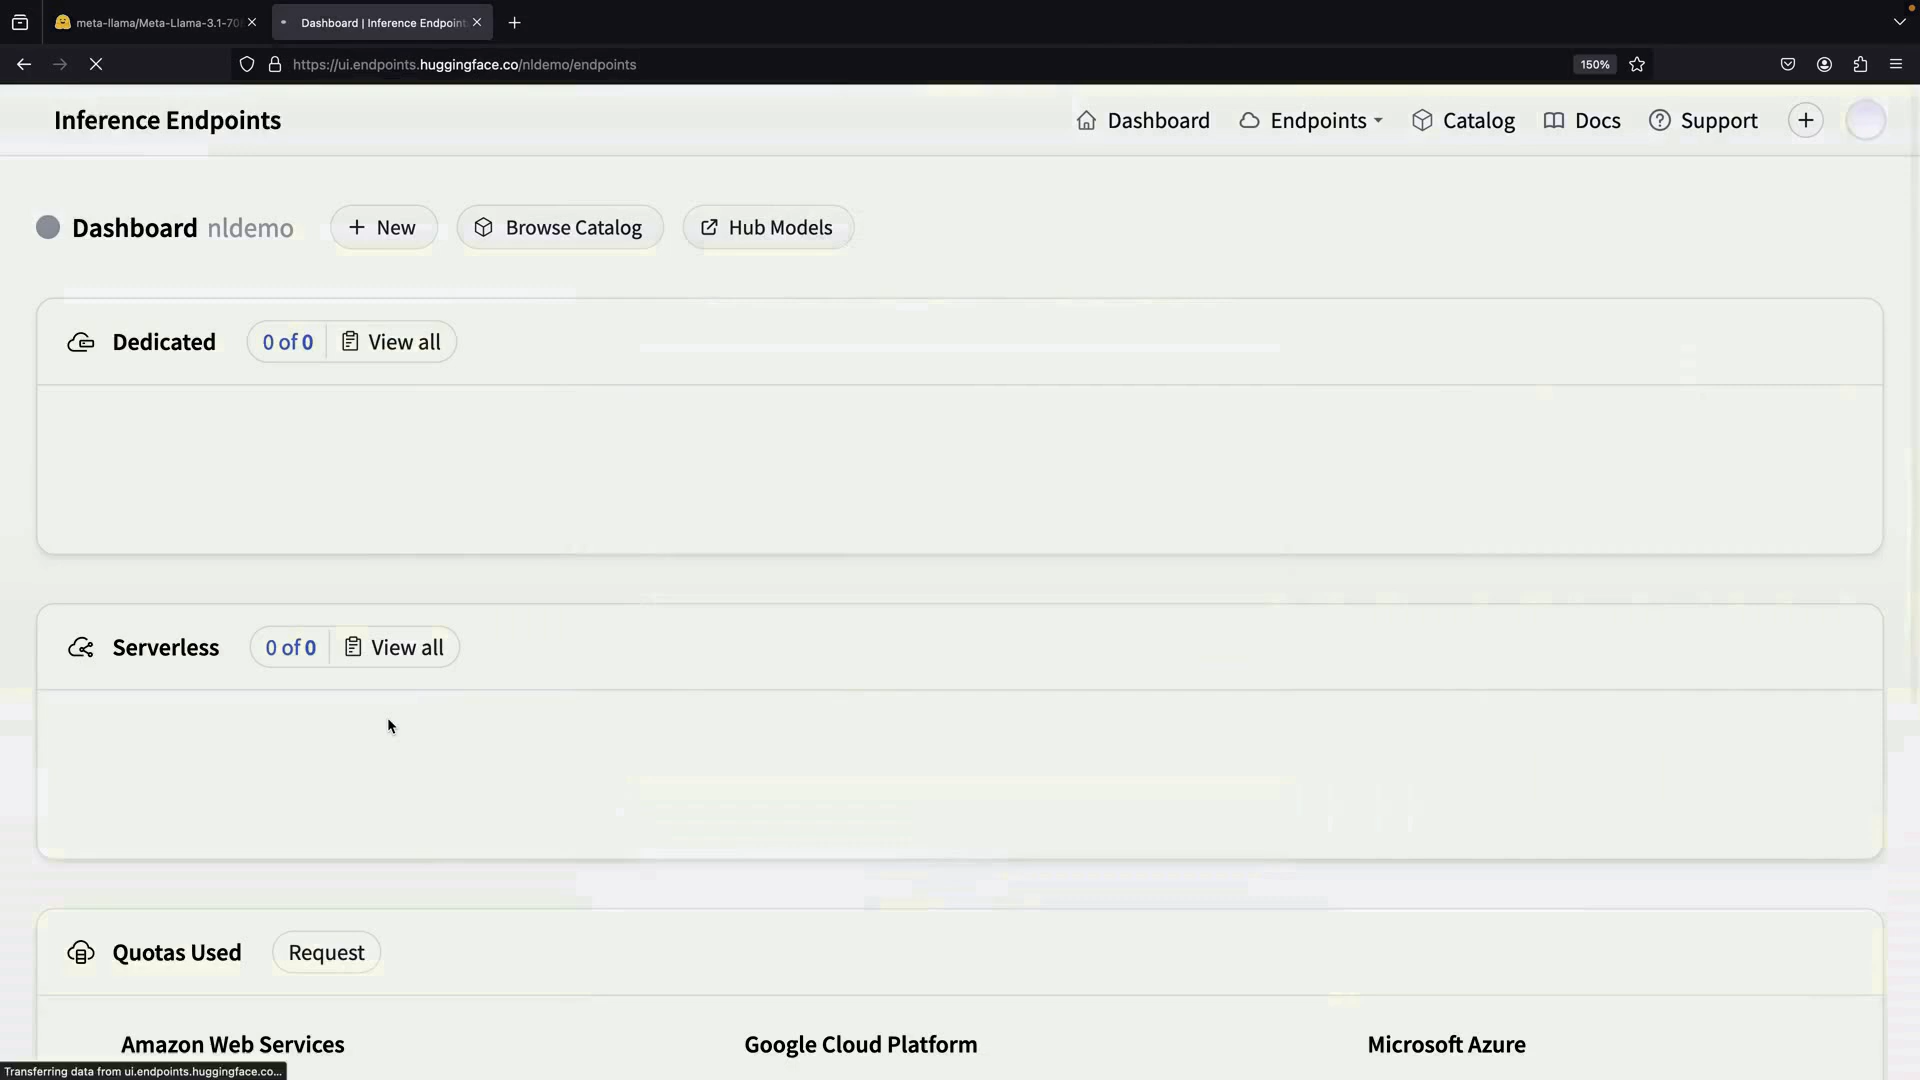 meta-llama/Meta-Llama-3.1-70
Dashboard | Inference Endpoint
https://ui.endpoints.huggingface.co/nldemo/endpoints
150%
Inference Endpoints
Dashboard
Endpoints
Catalog
Docs
Support
Dashboard nldemo
New
Browse Catalog
Hub Models
Dedicated
0 of 0
View all
Serverless
0 of 0
View all
Quotas Used
Request
Amazon Web Services
Google Cloud Platform
Microsoft Azure
Transferring data from ui.endpoints.huggingface.co...